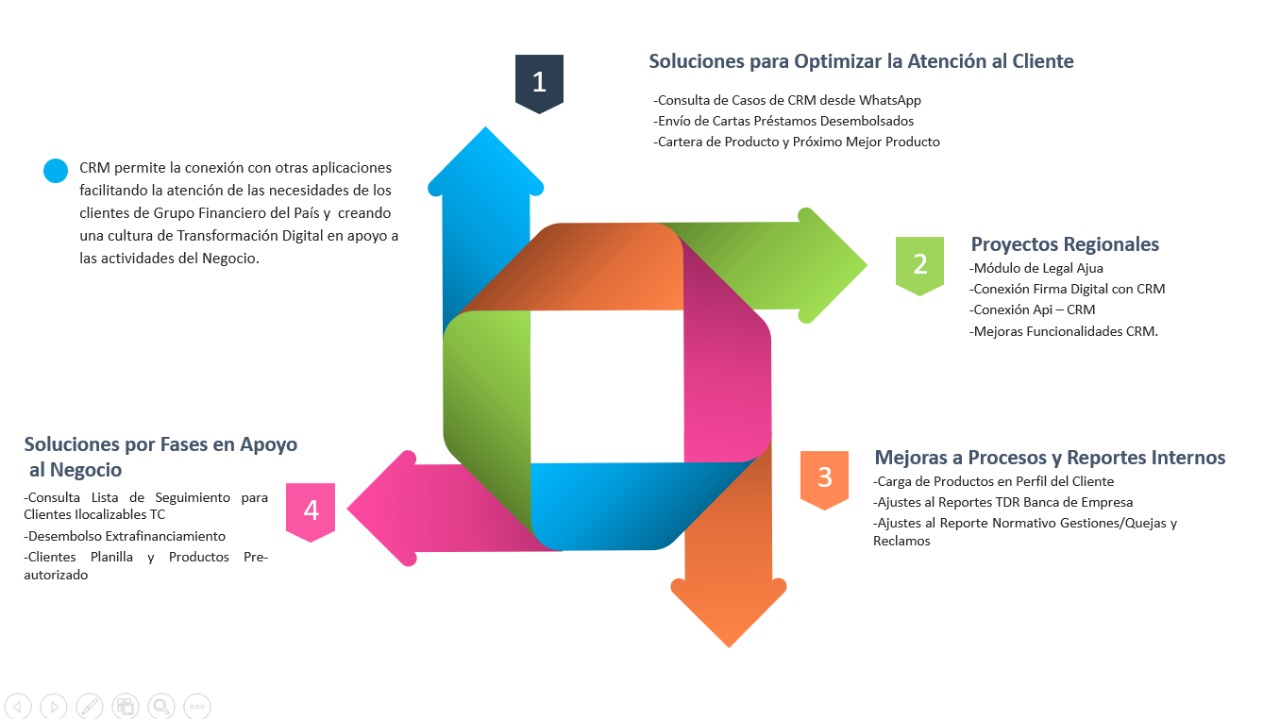 1
Soluciones para Optimizar la Atención al Cliente
-Consulta de Casos de CRM desde WhatsApp
-Envío de Cartas Préstamos Desembolsados
-Cartera de Producto y Próximo Mejor Producto
CRM permite la conexión con otras aplicaciones
facilitando la atención de las necesidades de los
clientes de Grupo Financiero del País y creando
una cultura de Transformación Digital en apoyo a
las actividades del Negocio.
2
Proyectos Regionales
-Módulo de Legal Ajua
-Conexión Firma Digital con CRM
-Conexión Api – CRM
-Mejoras Funcionalidades CRM.
3
Mejoras a Procesos y Reportes Internos
-Carga de Productos en Perfil del Cliente
-Ajustes al Reportes TDR Banca de Empresa
-Ajustes al Reporte Normativo Gestiones/Quejas y
Reclamos
Soluciones por Fases en Apoyo
al Negocio
-Consulta Lista de Seguimiento para
Clientes Ilocalizables TC
-Desembolso Extrafinanciamiento
-Clientes Planilla y Productos Pre-
autorizado
4